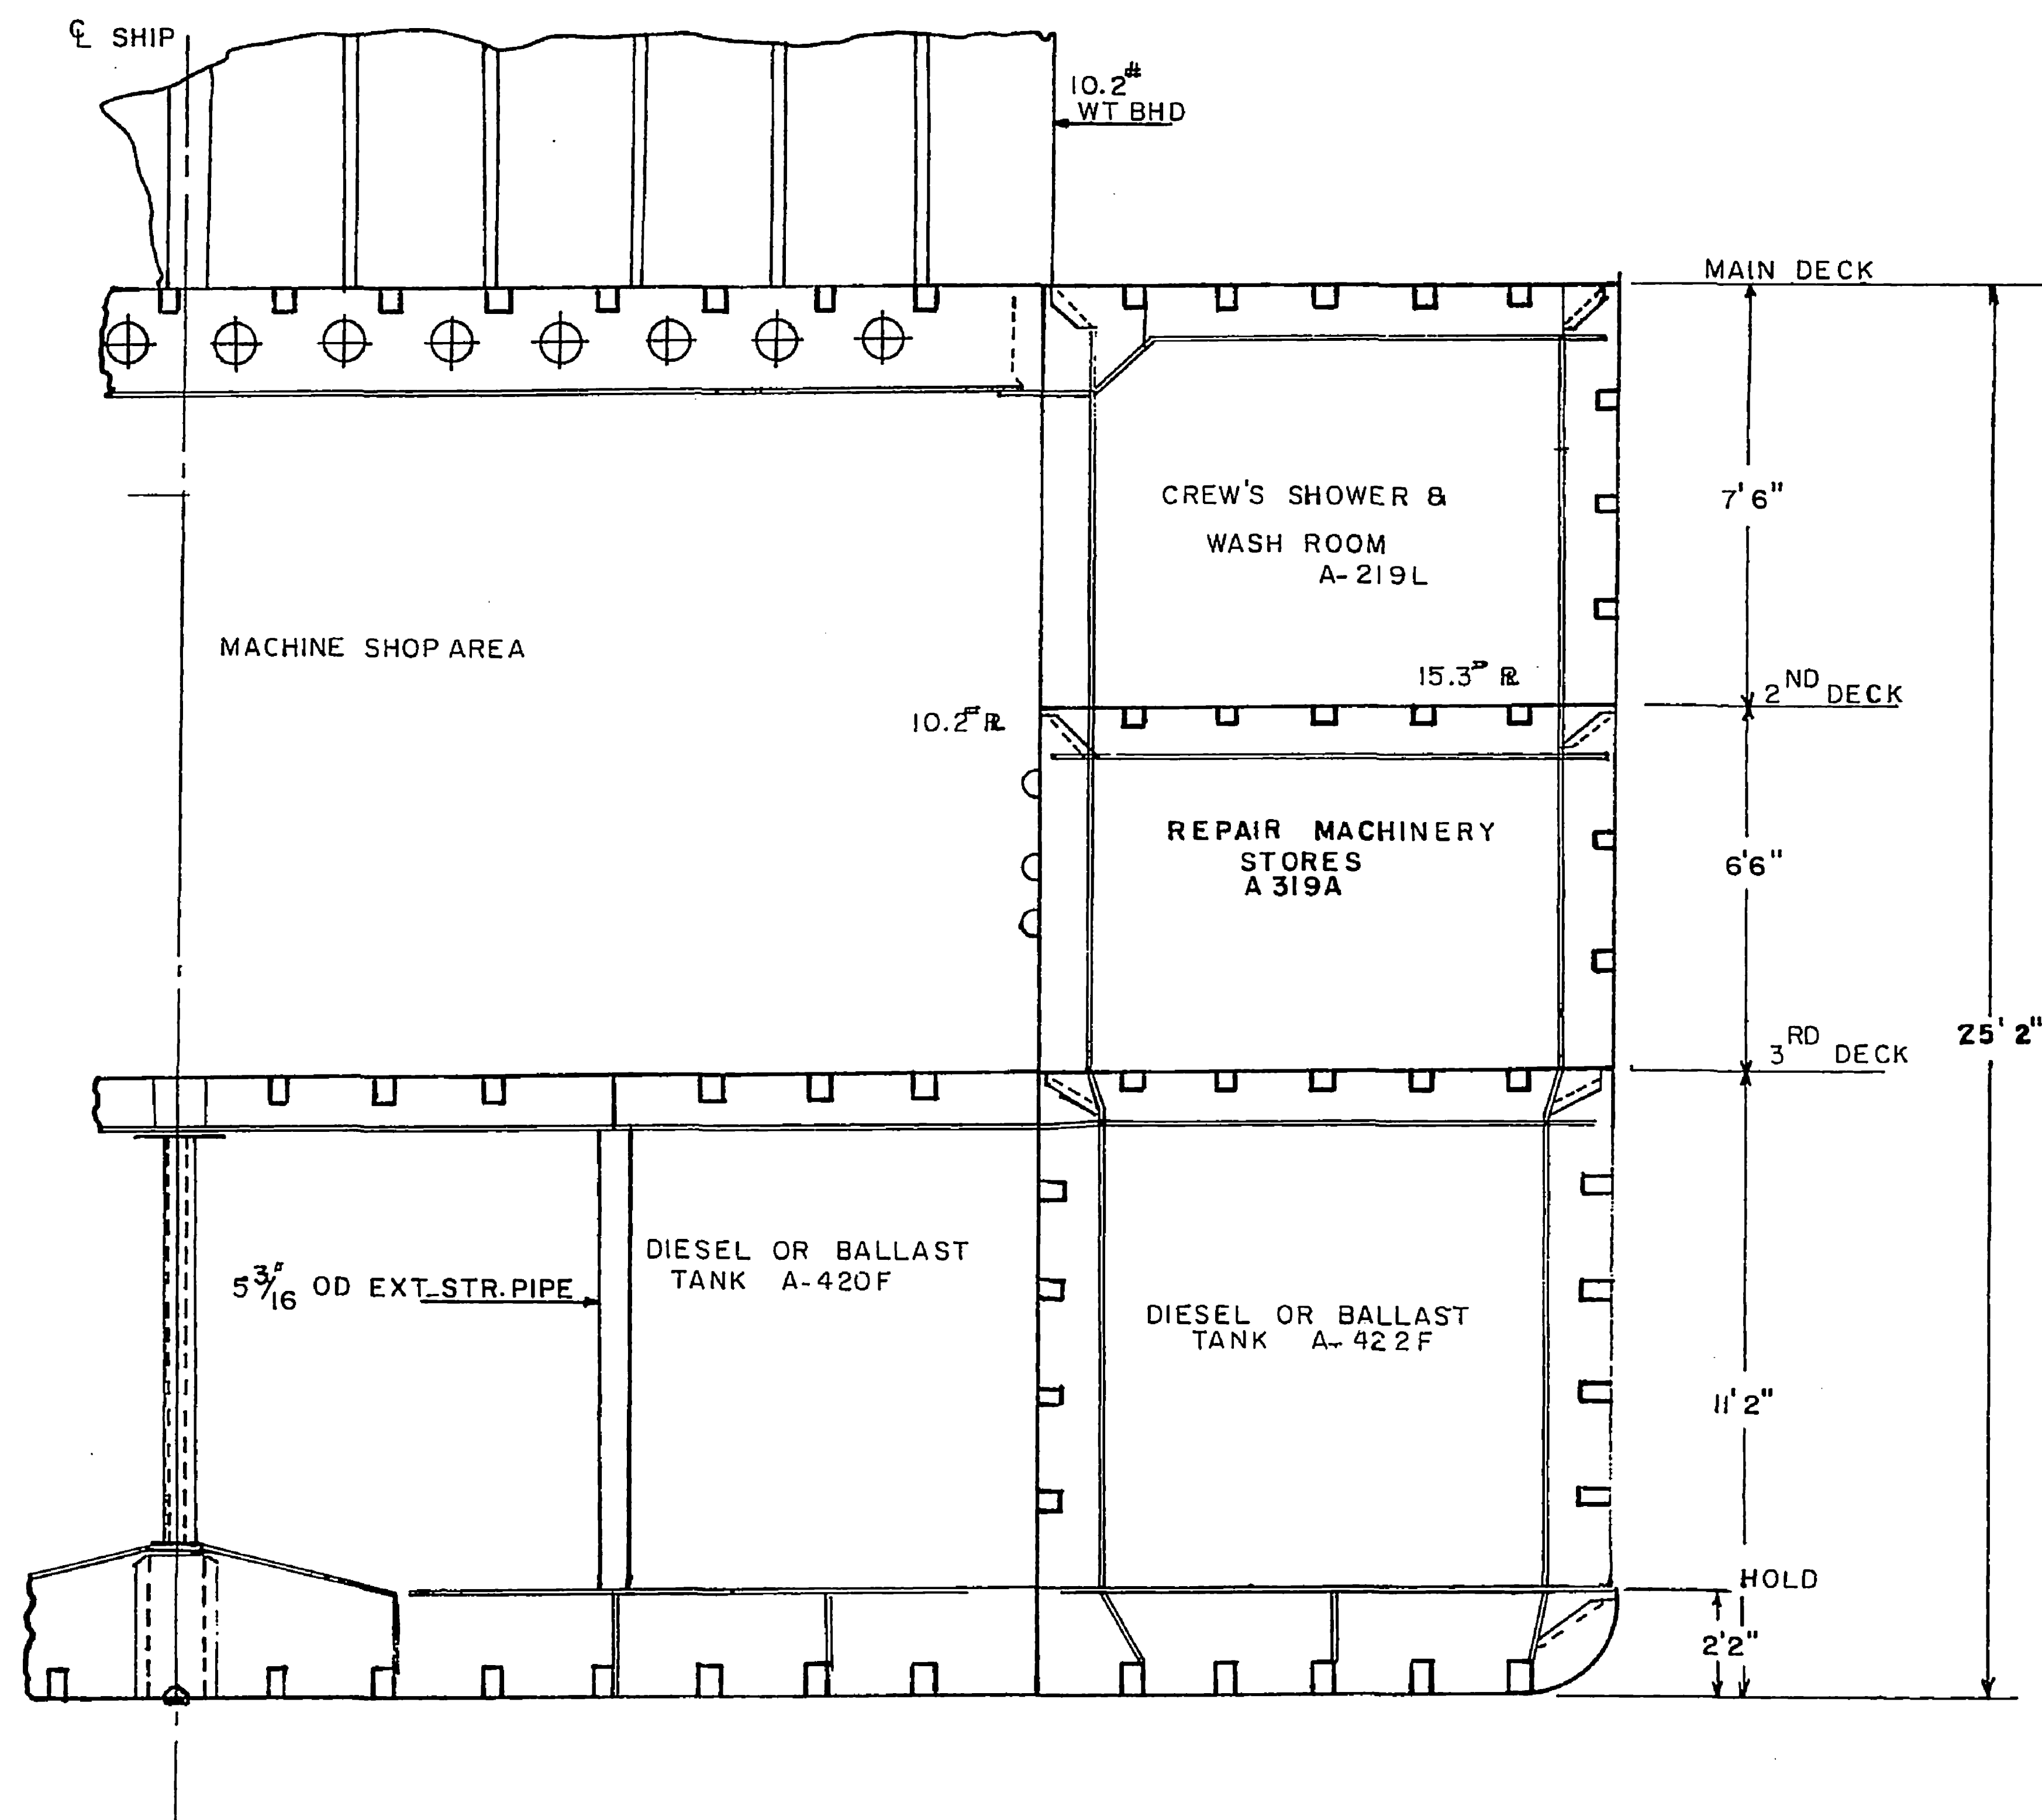 ℄ SHIP
10.2#
WT BHD
MAIN DECK
7'6"
CREW'S SHOWER &
WASH ROOM
A-219L
MACHINE SHOP AREA
15.3# ℞
2ND DECK
10.2# ℞
REPAIR MACHINERY
STORES
A 319A
6'6"
25' 2"
3RD DECK
DIESEL OR BALLAST
TANK A-420F
5 3/16" OD EXT_STR. PIPE
DIESEL OR BALLAST
TANK A-422F
11' 2"
HOLD
2'2"